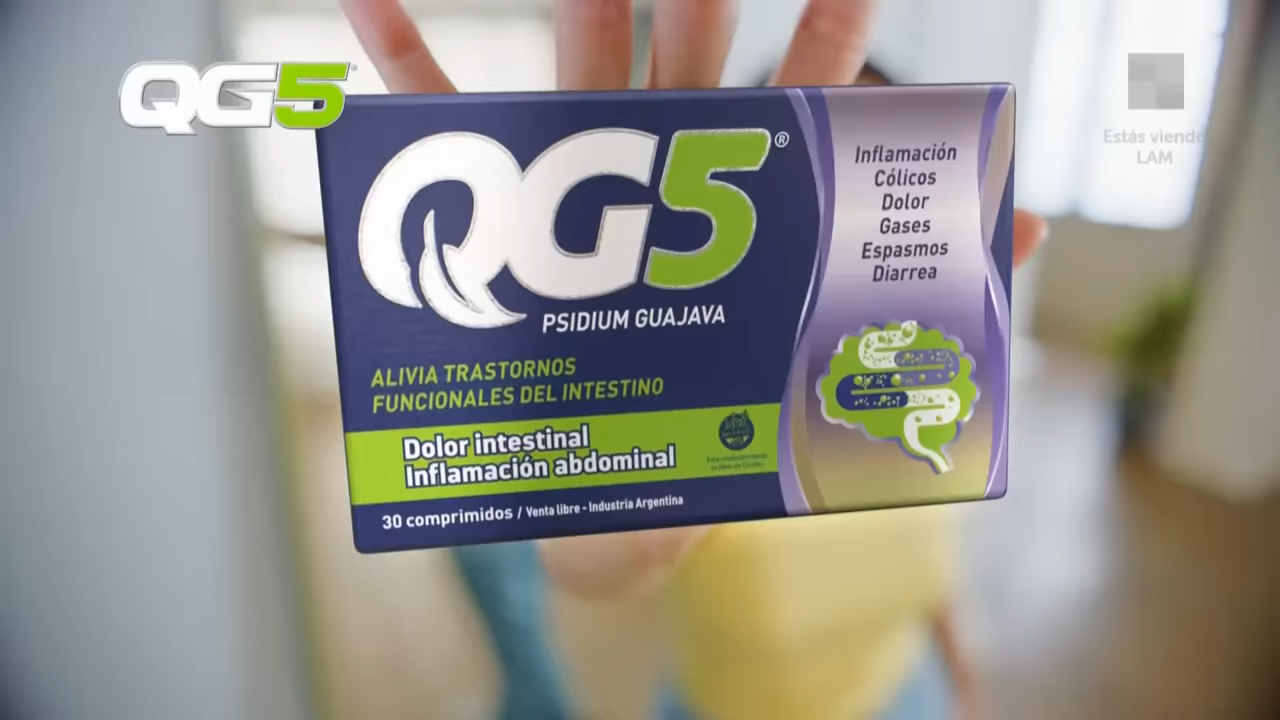 QG5
Estás viendo
LAM
QG5®
PSIDIUM GUAJAVA
ALIVIA TRASTORNOS
FUNCIONALES DEL INTESTINO
Dolor intestinal
Inflamación abdominal
30 comprimidos / Venta libre - Industria Argentina
Inflamación
Cólicos
Dolor
Gases
Espasmos
Diarrea